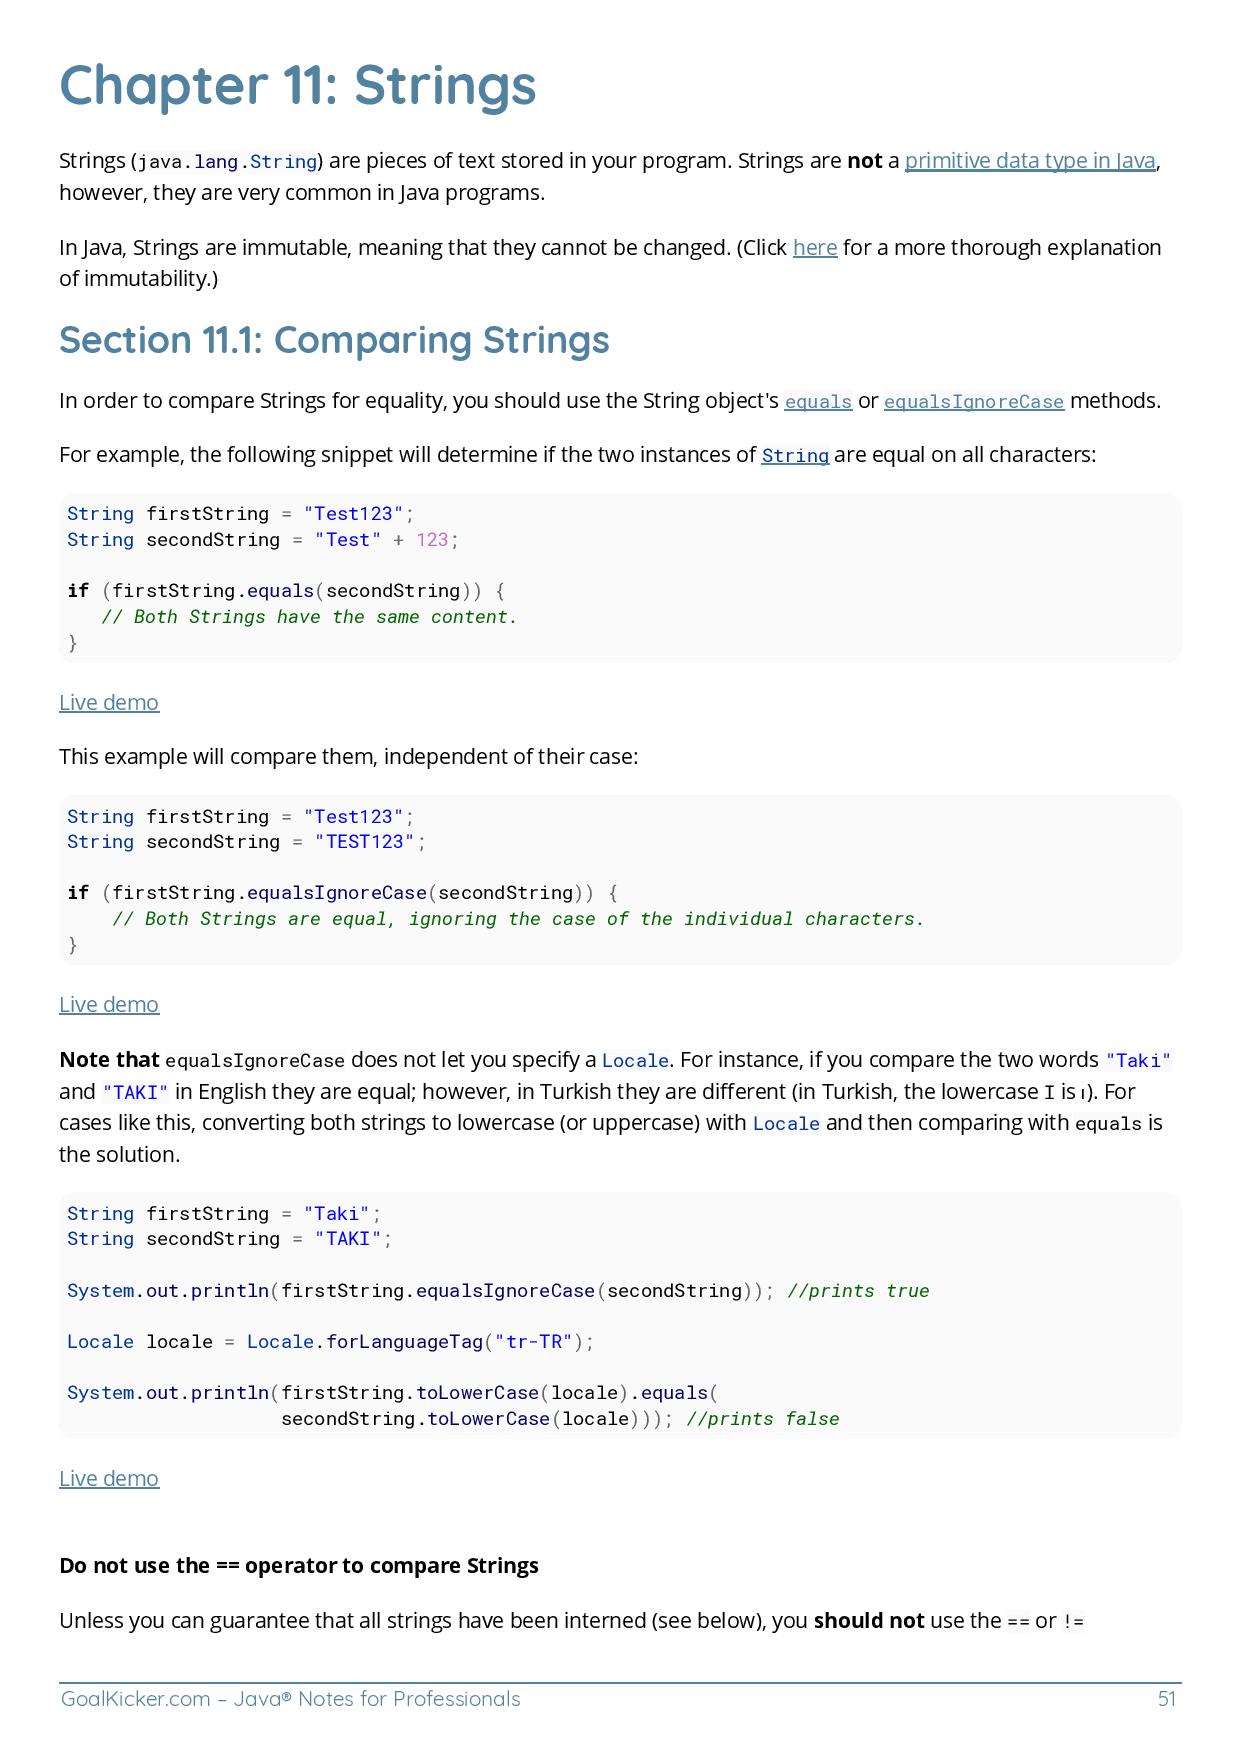 Chapter 11: Strings
Strings (java.lang.String) are pieces of text stored in your program. Strings are not a primitive data type in Java,
however, they are very common in Java programs.
In Java, Strings are immutable, meaning that they cannot be changed. (Click here for a more thorough explanation
of immutability.)
Section 11.1: Comparing Strings
In order to compare Strings for equality, you should use the String object's equals or equalsIgnoreCase methods.
For example, the following snippet will determine if the two instances of String are equal on all characters:
String firstString = "Test123";
String secondString = "Test" + 123;
if (firstString.equals(secondString)) {
   // Both Strings have the same content.
}
Live demo
This example will compare them, independent of their case:
String firstString = "Test123";
String secondString = "TEST123";
if (firstString.equalsIgnoreCase(secondString)) {
    // Both Strings are equal, ignoring the case of the individual characters.
}
Live demo
Note that equalsIgnoreCase does not let you specify a Locale. For instance, if you compare the two words "Taki"
and "TAKI" in English they are equal; however, in Turkish they are different (in Turkish, the lowercase I is ı). For
cases like this, converting both strings to lowercase (or uppercase) with Locale and then comparing with equals is
the solution.
String firstString = "Taki";
String secondString = "TAKI";
System.out.println(firstString.equalsIgnoreCase(secondString)); //prints true
Locale locale = Locale.forLanguageTag("tr-TR");
System.out.println(firstString.toLowerCase(locale).equals(
                   secondString.toLowerCase(locale))); //prints false
Live demo
Do not use the == operator to compare Strings
Unless you can guarantee that all strings have been interned (see below), you should not use the == or !=
GoalKicker.com – Java® Notes for Professionals 51